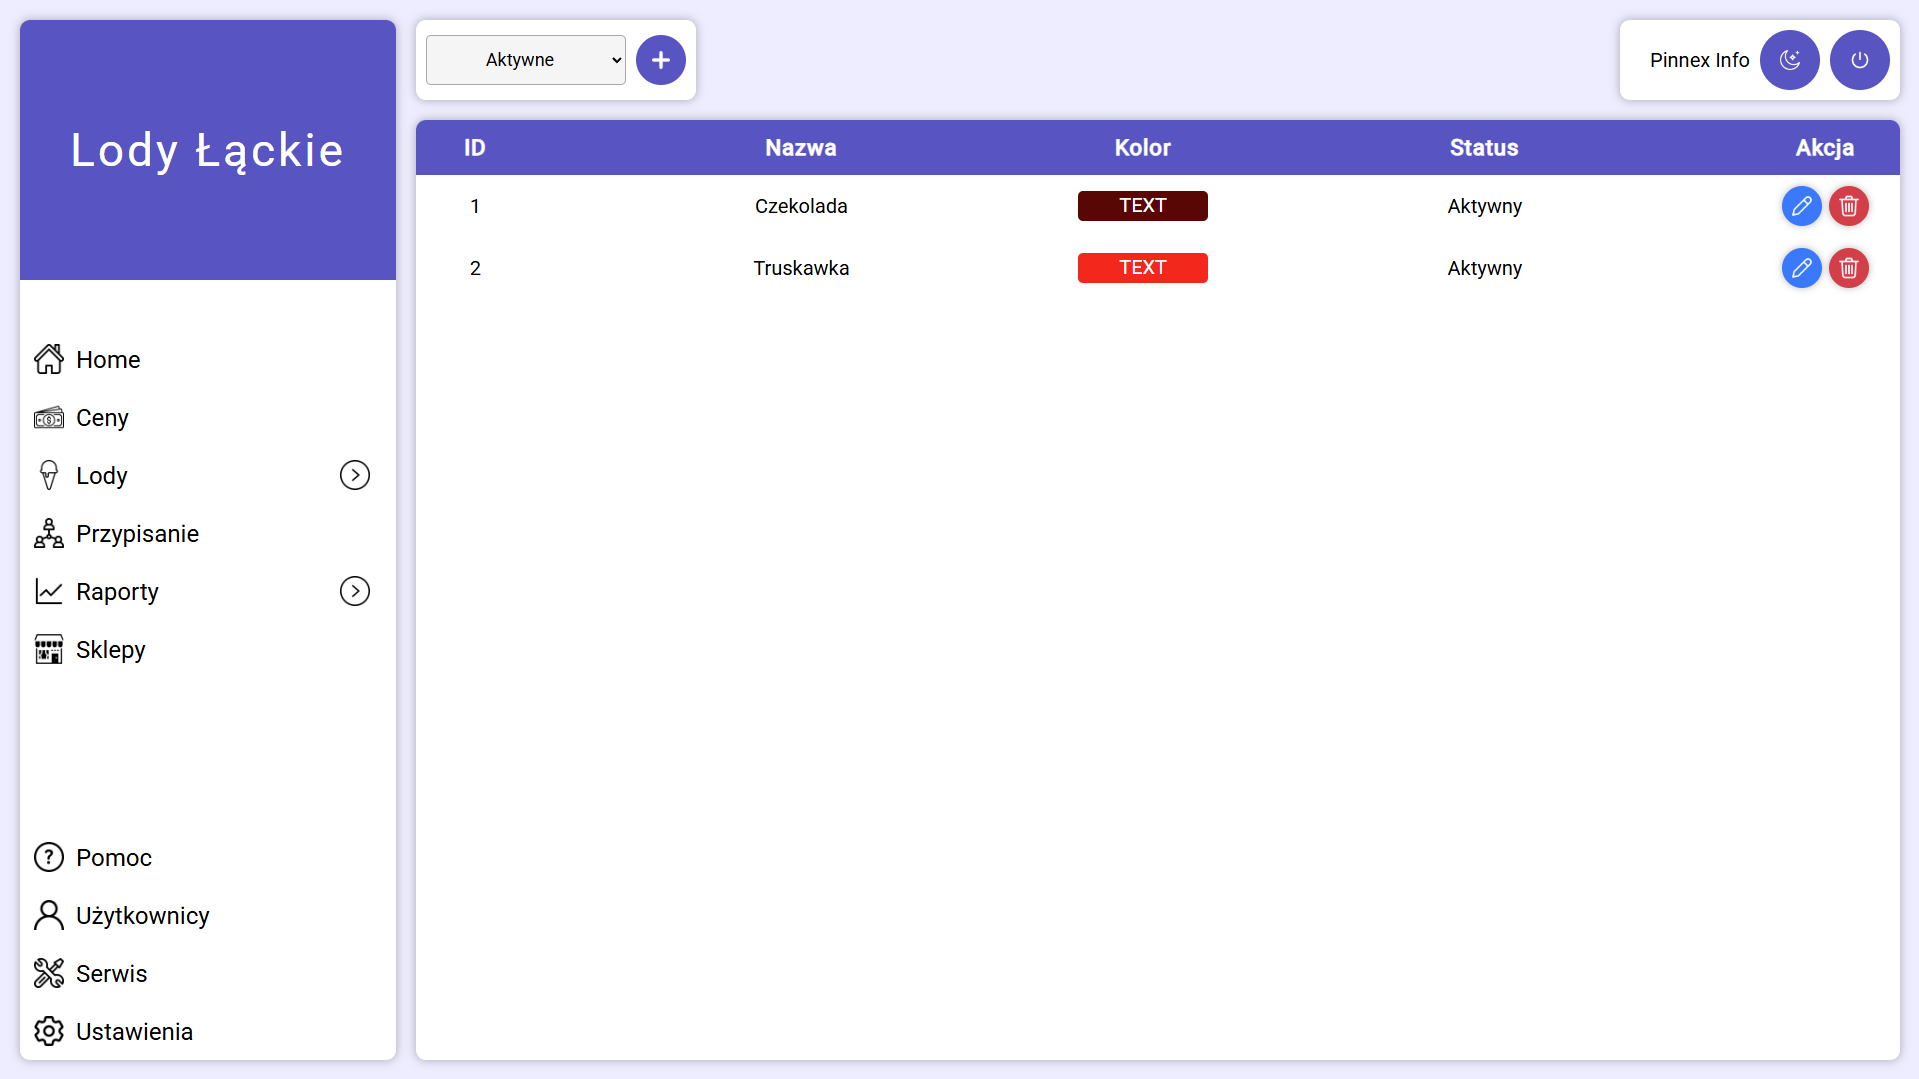 Lody Łąckie
Home
Ceny
Lody
Przypisanie
Raporty
Sklepy
Pomoc
Użytkownicy
Serwis
Ustawienia
Aktywne
Pinnex Info
ID Nazwa Kolor Status Akcja
1 Czekolada TEXT Aktywny
2 Truskawka TEXT Aktywny